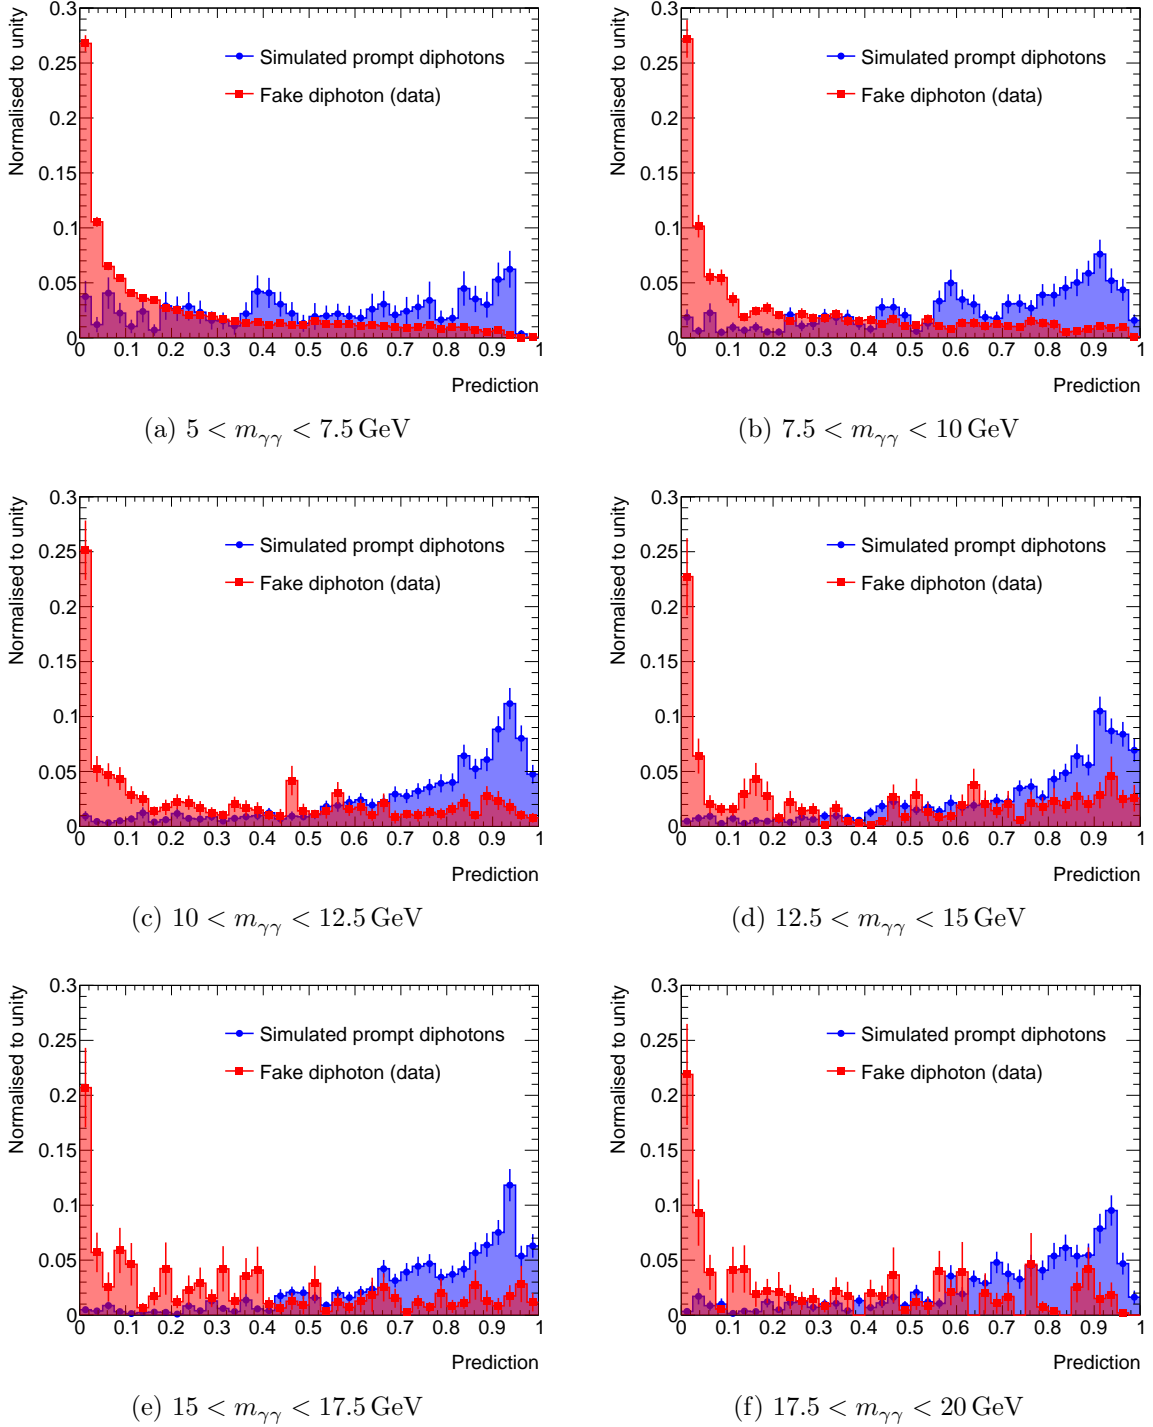 Normalised to unity
0.3
0.25
0.2
0.15
0.1
0.05
0
Simulated prompt diphotons
Fake diphoton (data)
0 0.1 0.2 0.3 0.4 0.5 0.6 0.7 0.8 0.9 1
Prediction
(a) 5 < mγγ < 7.5 GeV
Normalised to unity
0.3
0.25
0.2
0.15
0.1
0.05
0
Simulated prompt diphotons
Fake diphoton (data)
0 0.1 0.2 0.3 0.4 0.5 0.6 0.7 0.8 0.9 1
Prediction
(b) 7.5 < mγγ < 10 GeV
Normalised to unity
0.3
0.25
0.2
0.15
0.1
0.05
0
Simulated prompt diphotons
Fake diphoton (data)
0 0.1 0.2 0.3 0.4 0.5 0.6 0.7 0.8 0.9 1
Prediction
(c) 10 < mγγ < 12.5 GeV
Normalised to unity
0.3
0.25
0.2
0.15
0.1
0.05
0
Simulated prompt diphotons
Fake diphoton (data)
0 0.1 0.2 0.3 0.4 0.5 0.6 0.7 0.8 0.9 1
Prediction
(d) 12.5 < mγγ < 15 GeV
Normalised to unity
0.3
0.25
0.2
0.15
0.1
0.05
0
Simulated prompt diphotons
Fake diphoton (data)
0 0.1 0.2 0.3 0.4 0.5 0.6 0.7 0.8 0.9 1
Prediction
(e) 15 < mγγ < 17.5 GeV
Normalised to unity
0.3
0.25
0.2
0.15
0.1
0.05
0
Simulated prompt diphotons
Fake diphoton (data)
0 0.1 0.2 0.3 0.4 0.5 0.6 0.7 0.8 0.9 1
Prediction
(f) 17.5 < mγγ < 20 GeV